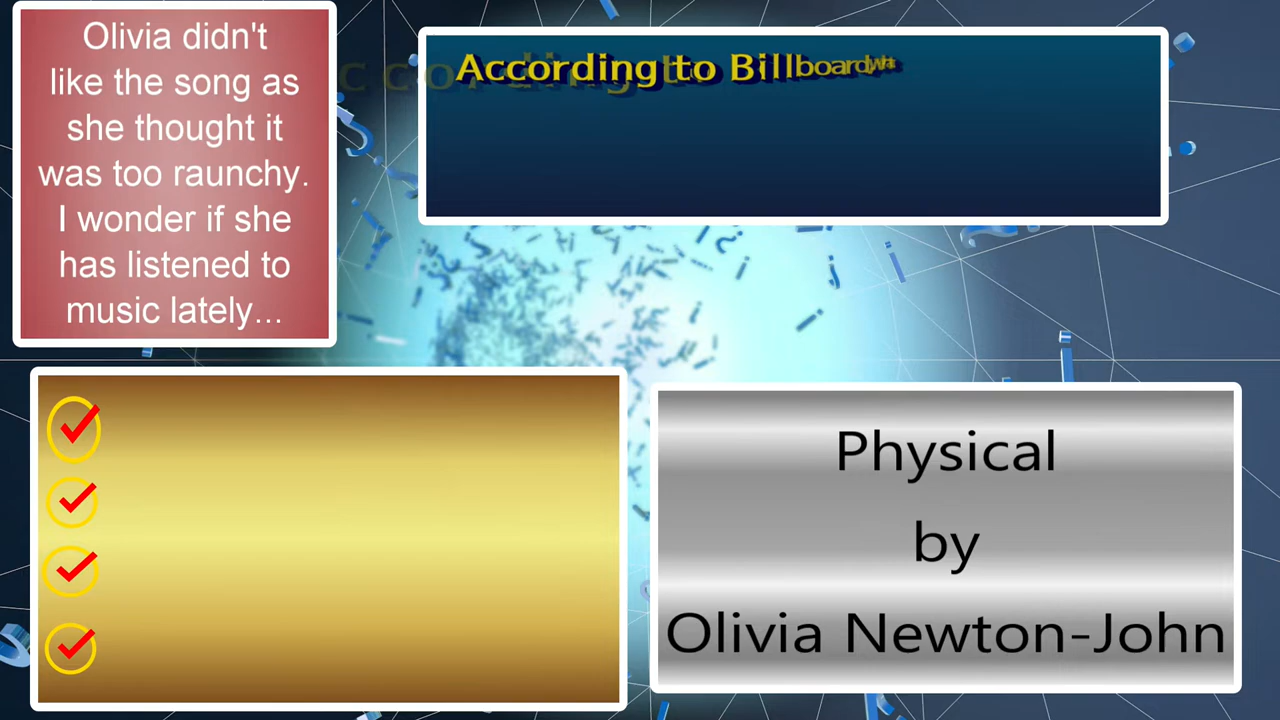 Olivia didn't
like the song as
she thought it
was too raunchy.
I wonder if she
has listened to
music lately...
According to Billboard,
Physical
by
Olivia Newton-John